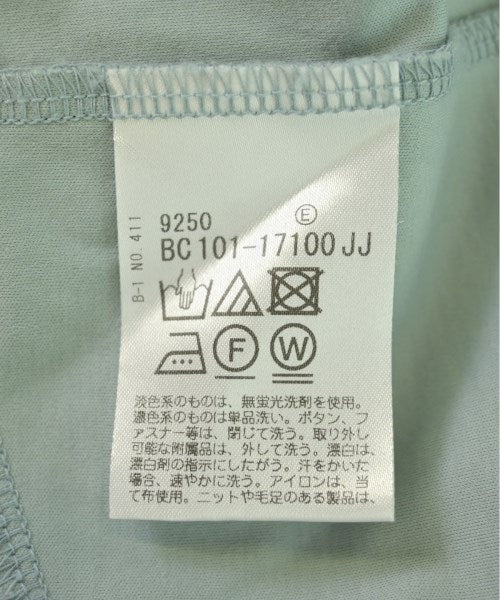 B-1 NO. 411
9250 E
BC101-17100JJ
F W
淡色系のものは、無蛍光洗剤を使用。
濃色系のものは単品洗い。ボタン、フ
ァスナー等は、閉じて洗う。取り外し
可能な附属品は、外して洗う。漂白は、
漂白剤の指示にしたがう。汗をかいた
場合、速やかに洗う。アイロンは、当
て布使用。ニットや毛足のある製品は、